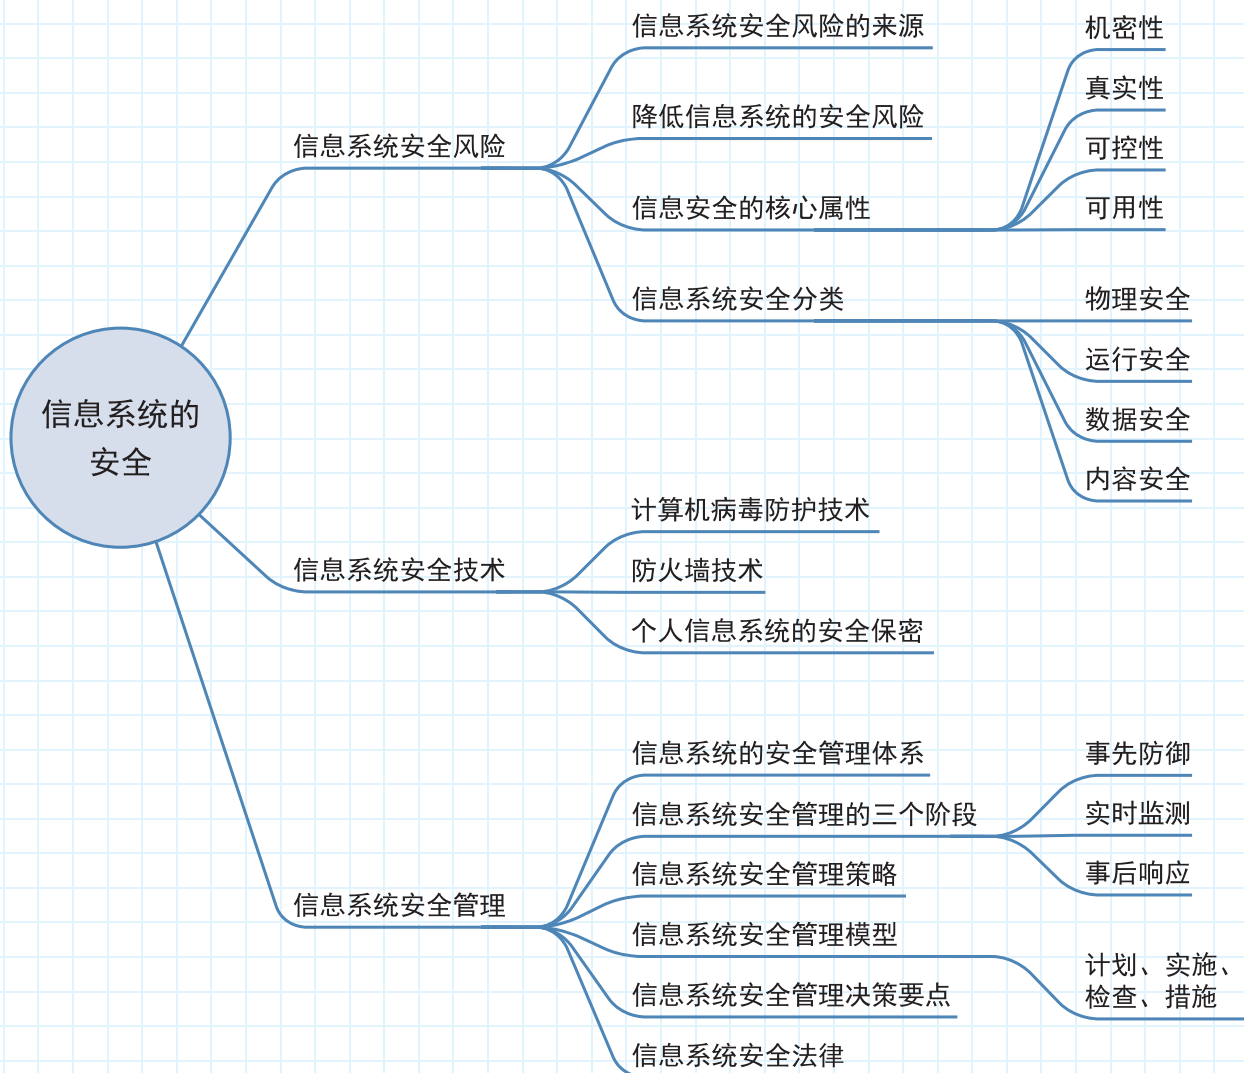 信息系统的
安全
信息系统安全风险
信息系统安全风险的来源
降低信息系统的安全风险
信息安全的核心属性
机密性
真实性
可控性
可用性
信息系统安全分类
物理安全
运行安全
数据安全
内容安全
信息系统安全技术
计算机病毒防护技术
防火墙技术
个人信息系统的安全保密
信息系统安全管理
信息系统的安全管理体系
信息系统安全管理的三个阶段
事先防御
实时监测
事后响应
信息系统安全管理策略
信息系统安全管理模型
计划、实施、
检查、措施
信息系统安全管理决策要点
信息系统安全法律